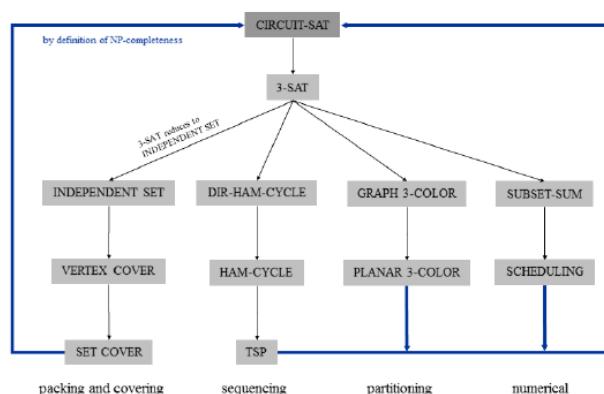 CIRCUIT-SAT
by definition of NP-completeness
3-SAT
3-SAT reduces to
INDEPENDENT SET
INDEPENDENT SET
DIR-HAM-CYCLE
GRAPH 3-COLOR
SUBSET-SUM
VERTEX COVER
HAM-CYCLE
PLANAR 3-COLOR
SCHEDULING
SET COVER
TSP
packing and covering
sequencing
partitioning
numerical